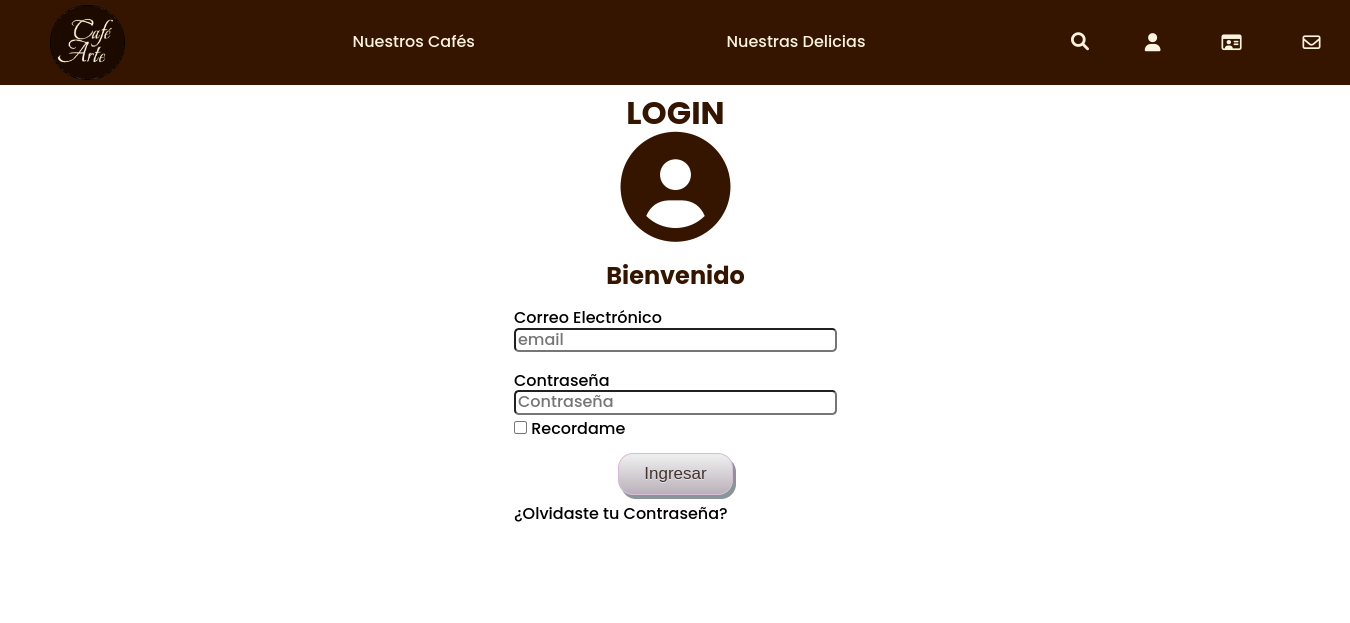 Café
Arte
Nuestros Cafés
Nuestras Delicias
LOGIN
Bienvenido
Correo Electrónico
email
Contraseña
Contraseña
Recordame
Ingresar
¿Olvidaste tu Contraseña?